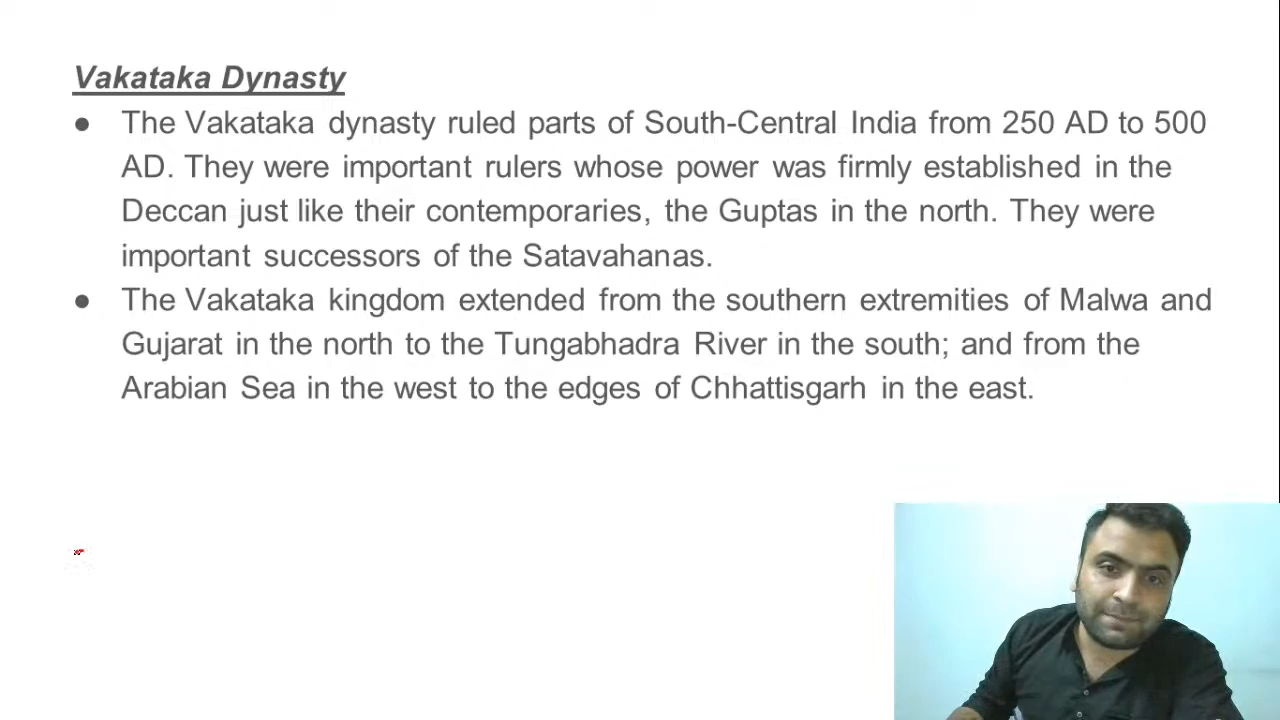 Vakataka Dynasty
● The Vakataka dynasty ruled parts of South-Central India from 250 AD to 500
AD. They were important rulers whose power was firmly established in the
Deccan just like their contemporaries, the Guptas in the north. They were
important successors of the Satavahanas.
● The Vakataka kingdom extended from the southern extremities of Malwa and
Gujarat in the north to the Tungabhadra River in the south; and from the
Arabian Sea in the west to the edges of Chhattisgarh in the east.